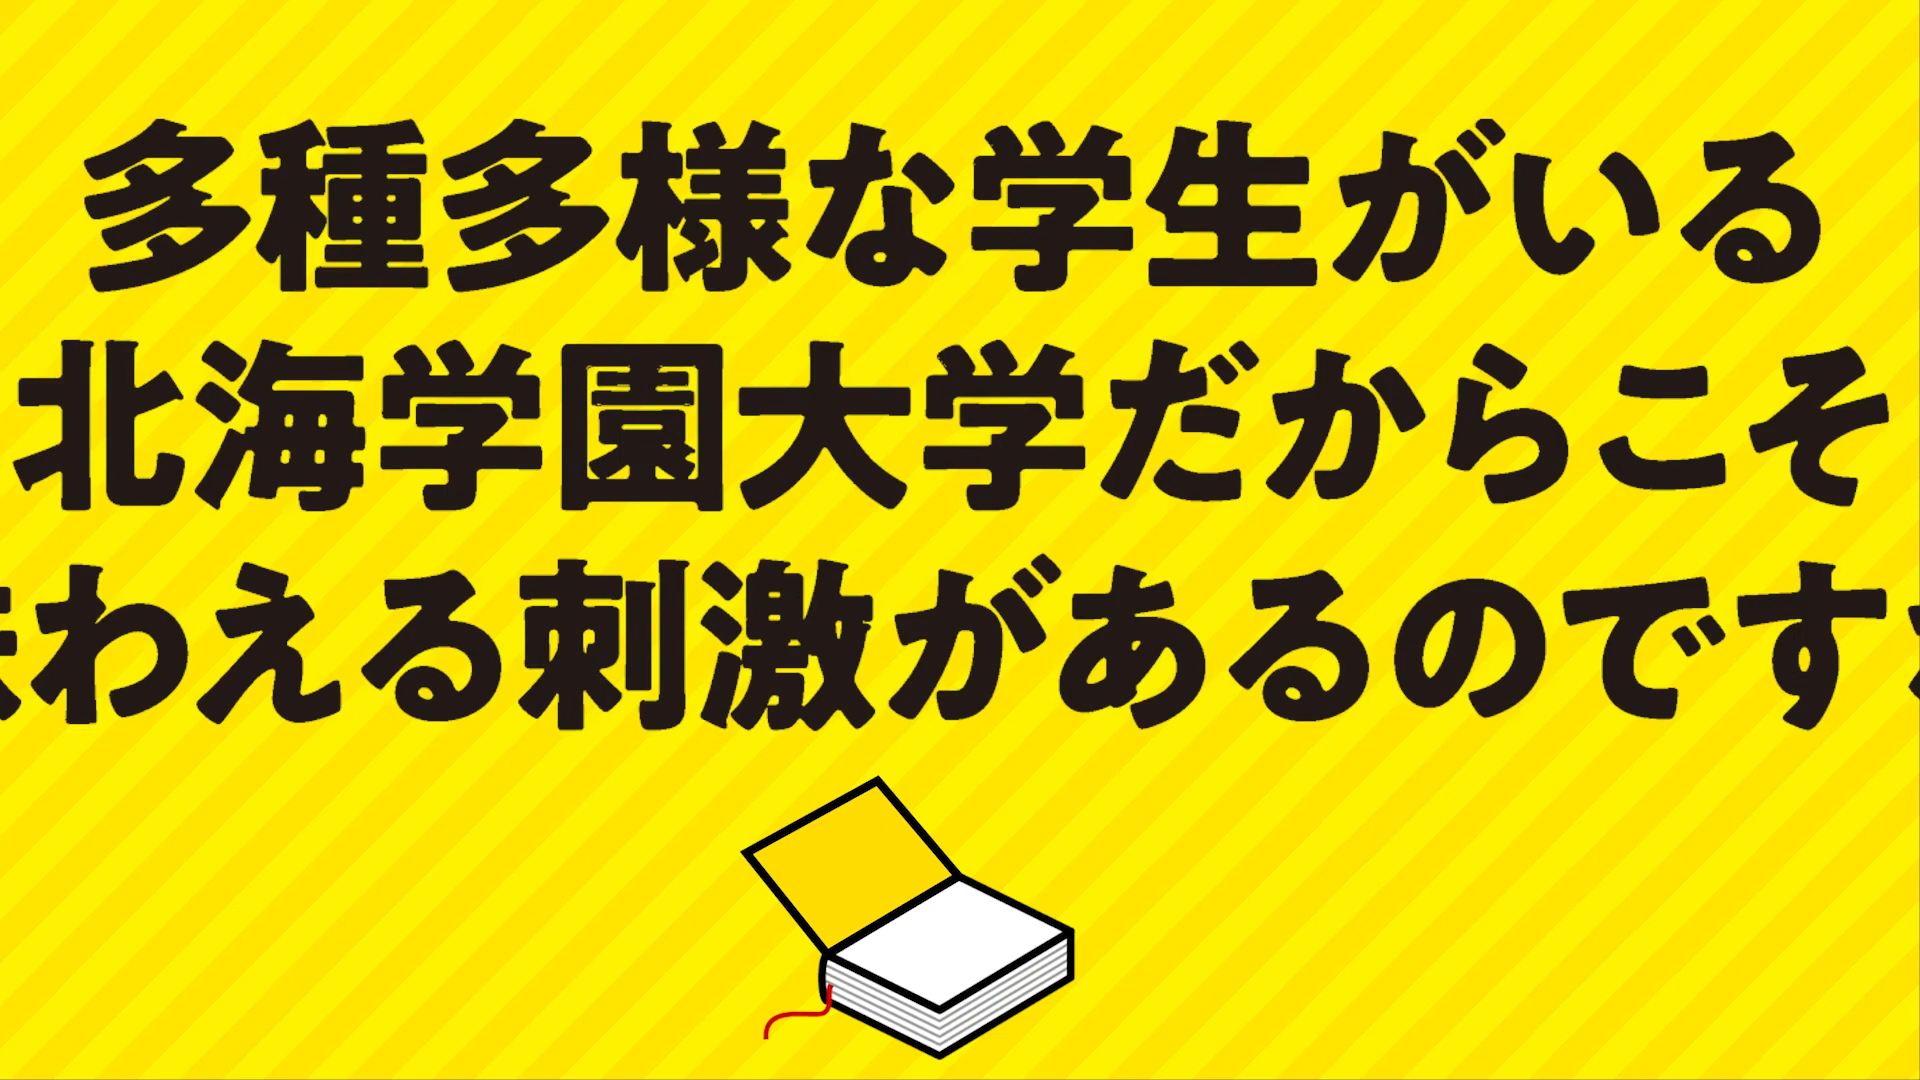 多種多様な学生がいる
北海学園大学だからこそ
わえる刺激があるのです